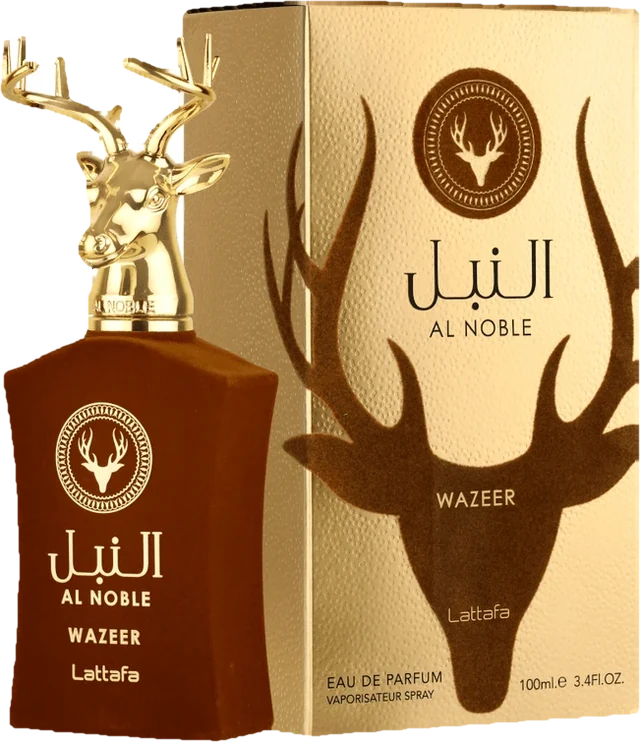 AL NOBLE
النبل
AL NOBLE
WAZEER
Lattafa
النبل
AL NOBLE
WAZEER
Lattafa
EAU DE PARFUM
VAPORISATEUR SPRAY
100ml.e 3.4Fl.OZ.